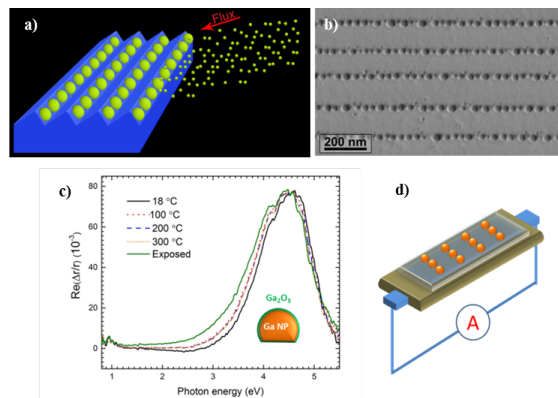 a)
Flux
b)
200 nm
c)
Re(Δr/r) (10⁻³)
80
60
40
20
0
18 °C
100 °C
200 °C
300 °C
Exposed
Ga₂O₃
Ga NP
1
2
3
4
5
Photon energy (eV)
d)
A